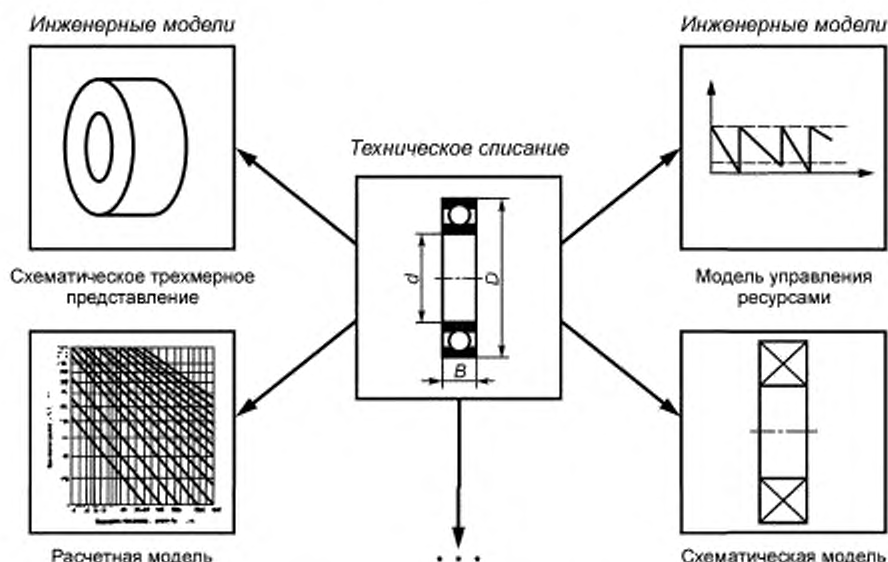 Инженерные модели
Инженерные модели
Техническое списание
Схематическое трехмерное
представление
Модель управления
ресурсами
d
D
B
Расчетная модель
. . .
Схематическая модель